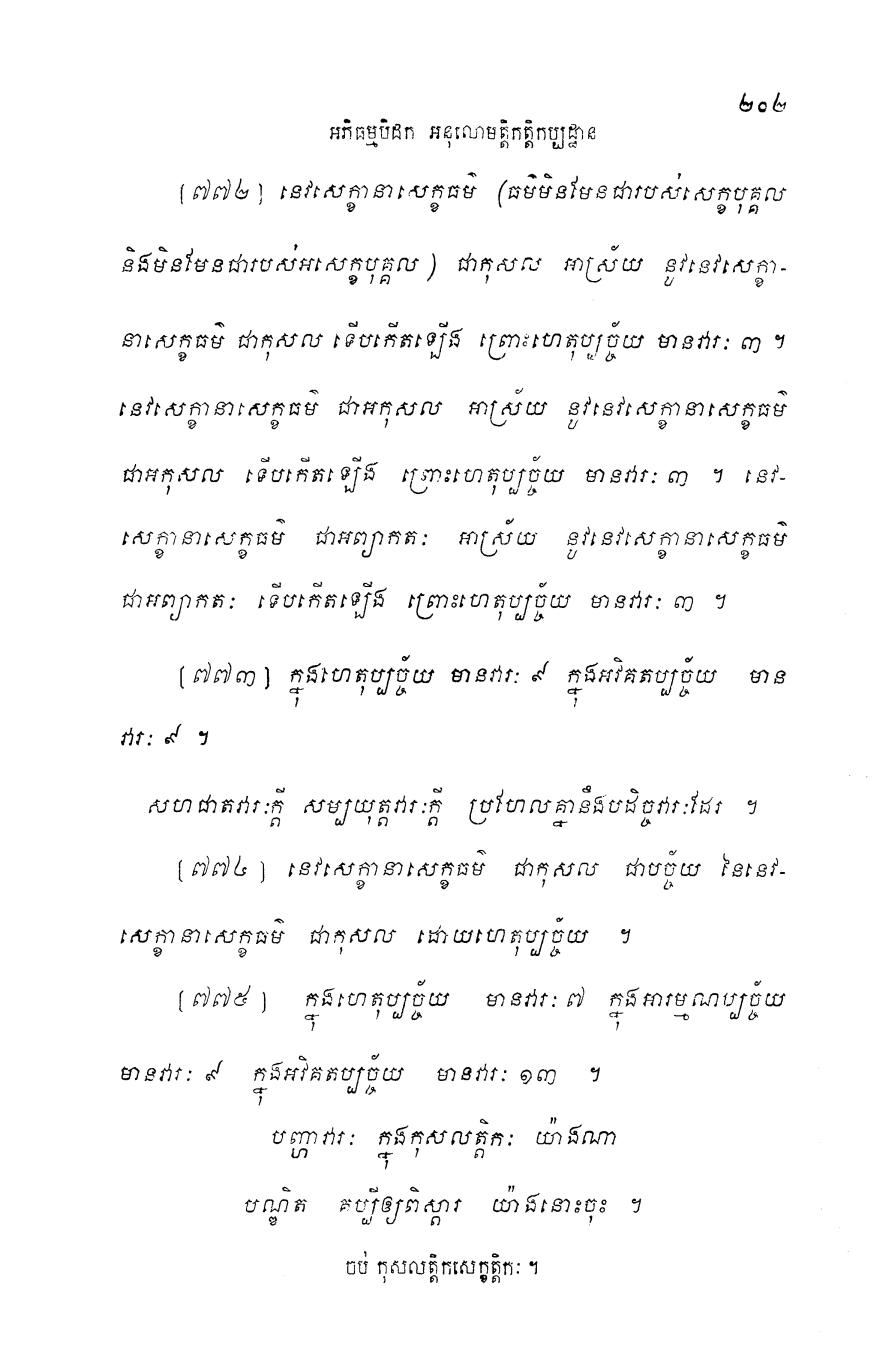 ២០២
អភិធម្មបិដក អនុលោមត្តិកត្តិកប្បដ្ឋាន
[៧៧២] នេវសេក្ខានាសេក្ខធម៌ (ធម៌មិនមែនជារបស់សេក្ខបុគ្គល
និងមិនមែនជារបស់អសេក្ខបុគ្គល) ជាកុសល អាស្រ័យ នូវនេវសេក្ខា-
នាសេក្ខធម៌ ជាកុសល ទើបកើតឡើង ព្រោះហេតុប្បច្ច័យ មានវារៈ ៣ ។
នេវសេក្ខានាសេក្ខធម៌ ជាអកុសល អាស្រ័យ នូវនេវសេក្ខានាសេក្ខធម៌
ជាអកុសល ទើបកើតឡើង ព្រោះហេតុប្បច្ច័យ មានវារៈ ៣ ។ នេវ-
សេក្ខានាសេក្ខធម៌ ជាអព្យាកតៈ អាស្រ័យ នូវនេវសេក្ខានាសេក្ខធម៌
ជាអព្យាកតៈ ទើបកើតឡើង ព្រោះហេតុប្បច្ច័យ មានវារៈ ៣ ។
[៧៧៣] ក្នុងហេតុប្បច្ច័យ មានវារៈ ៩ ក្នុងអវិគតប្បច្ច័យ មាន
វារៈ ៩ ។
សហជាតវារៈក្តី សម្បយុត្តវារៈក្តី ប្រហែលគ្នានឹងបដិច្ចវារៈដែរ ។
[៧៧៤] នេវសេក្ខានាសេក្ខធម៌ ជាកុសល ជាបច្ច័យ នៃនេវ-
សេក្ខានាសេក្ខធម៌ ជាកុសល ដោយហេតុប្បច្ច័យ ។
[៧៧៥] ក្នុងហេតុប្បច្ច័យ មានវារៈ ៧ ក្នុងអារម្មណប្បច្ច័យ
មានវារៈ ៩ ក្នុងអវិគតប្បច្ច័យ មានវារៈ ១៣ ។
បញ្ហាវារៈ ក្នុងកុសលត្តិកៈ យ៉ាងណា
បណ្ឌិត គប្បីឲ្យពិស្តារ យ៉ាងនោះចុះ ។
ចប់ កុសលត្តិកសេក្ខត្តិកៈ ។